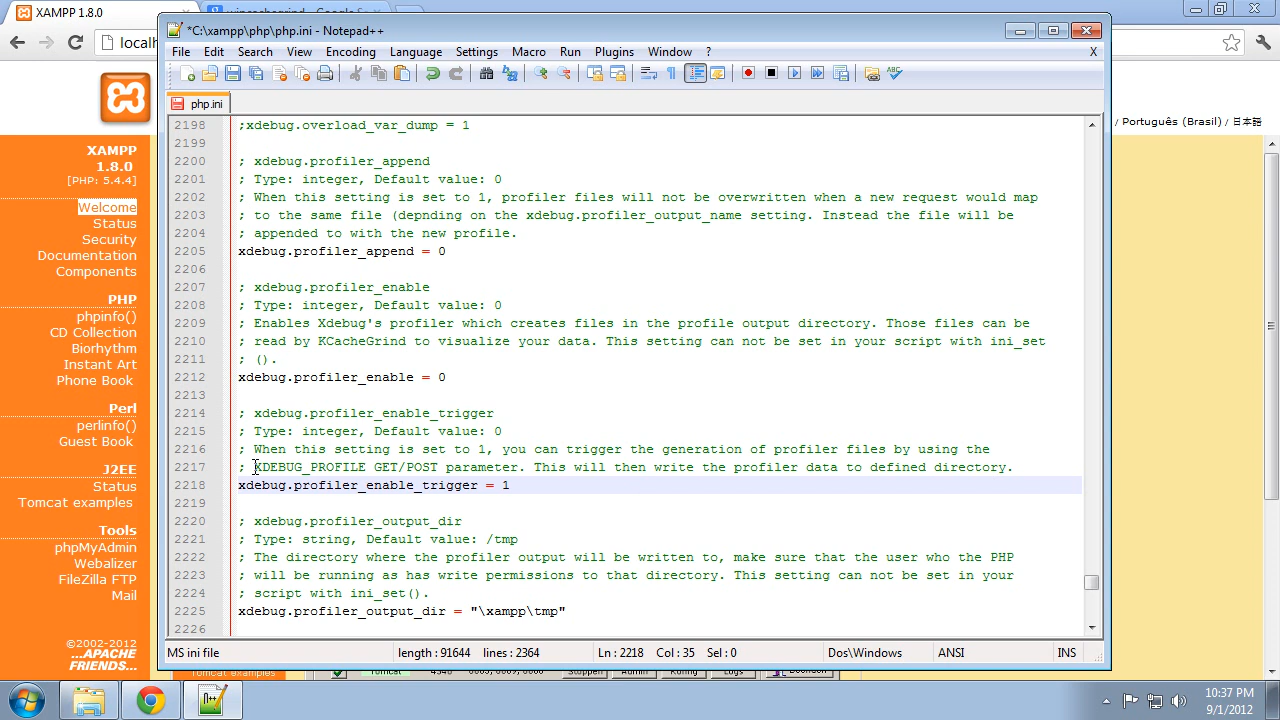 XAMPP 1.8.0
*C:\xampp\php\php.ini - Notepad++
File Edit Search View Encoding Language Settings Macro Run Plugins Window ? X
localh
php.ini
/ Português (Brasil) / 日本語
XAMPP
1.8.0
[PHP: 5.4.4]
Welcome
Status
Security
Documentation
Components
PHP
phpinfo()
CD Collection
Biorhythm
Instant Art
Phone Book
Perl
perlinfo()
Guest Book
J2EE
Status
Tomcat examples
Tools
phpMyAdmin
Webalizer
FileZilla FTP
Mail
©2002-2012
...APACHE
FRIENDS...
2198 ;xdebug.overload_var_dump = 1
2199
2200 ; xdebug.profiler_append
2201 ; Type: integer, Default value: 0
2202 ; When this setting is set to 1, profiler files will not be overwritten when a new request would map
2203 ; to the same file (depnding on the xdebug.profiler_output_name setting. Instead the file will be
2204 ; appended to with the new profile.
2205 xdebug.profiler_append = 0
2206
2207 ; xdebug.profiler_enable
2208 ; Type: integer, Default value: 0
2209 ; Enables Xdebug's profiler which creates files in the profile output directory. Those files can be
2210 ; read by KCacheGrind to visualize your data. This setting can not be set in your script with ini_set
2211 ; ().
2212 xdebug.profiler_enable = 0
2213
2214 ; xdebug.profiler_enable_trigger
2215 ; Type: integer, Default value: 0
2216 ; When this setting is set to 1, you can trigger the generation of profiler files by using the
2217 ; XDEBUG_PROFILE GET/POST parameter. This will then write the profiler data to defined directory.
2218 xdebug.profiler_enable_trigger = 1
2219
2220 ; xdebug.profiler_output_dir
2221 ; Type: string, Default value: /tmp
2222 ; The directory where the profiler output will be written to, make sure that the user who the PHP
2223 ; will be running as has write permissions to that directory. This setting can not be set in your
2224 ; script with ini_set().
2225 xdebug.profiler_output_dir = "\xampp\tmp"
2226
MS ini file length : 91644 lines : 2364 Ln : 2218 Col : 35 Sel : 0 Dos\Windows ANSI INS
Tomcat examples
10:37 PM
9/1/2012